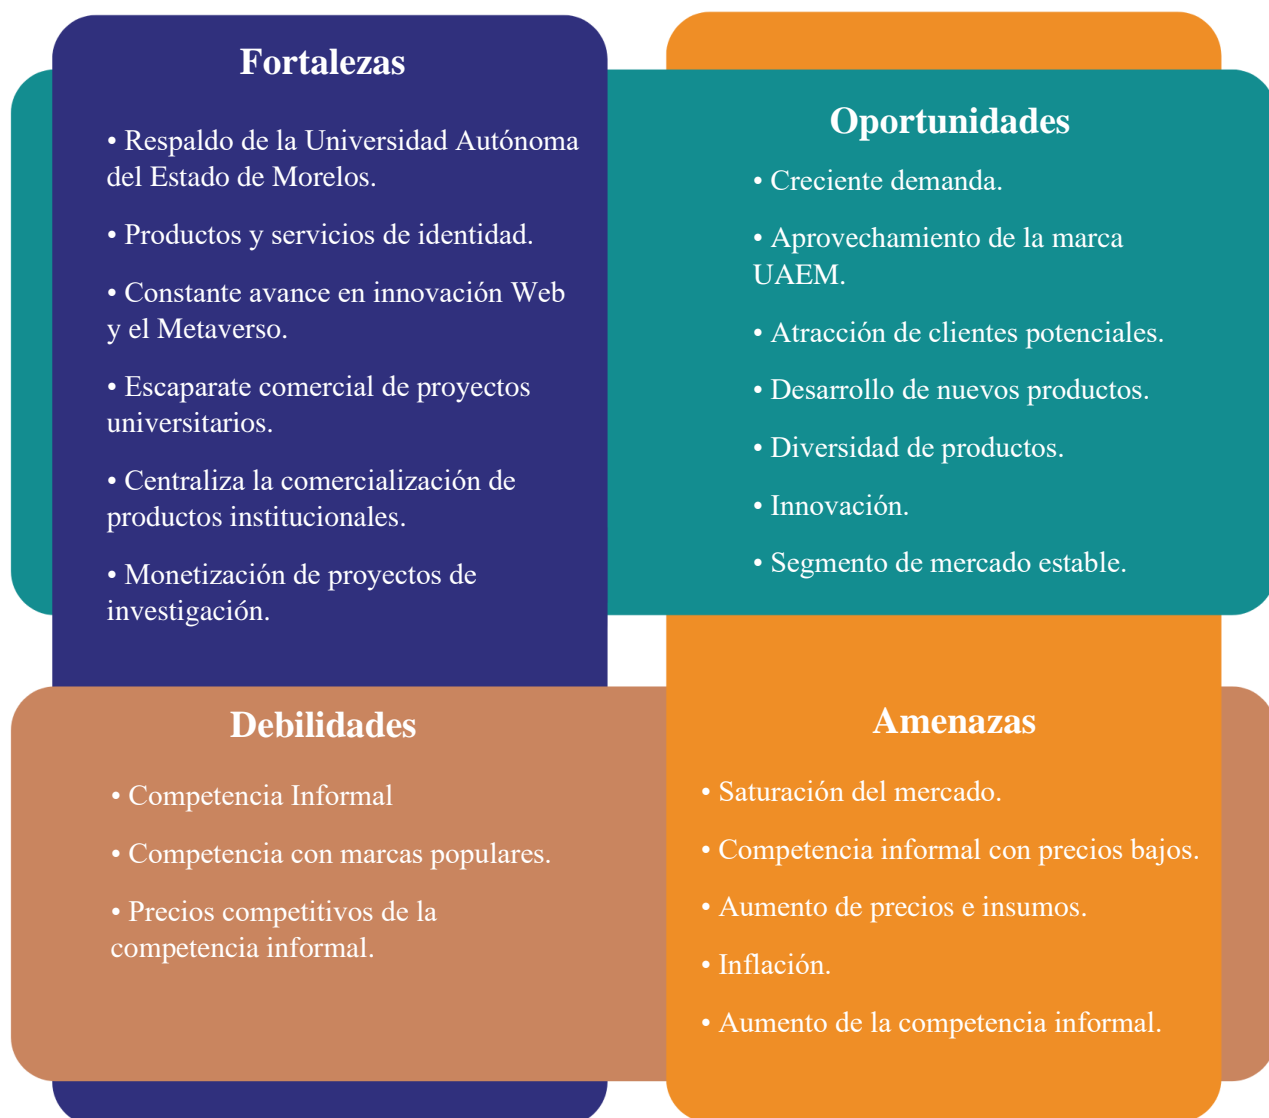 Fortalezas
• Respaldo de la Universidad Autónoma
del Estado de Morelos.
• Productos y servicios de identidad.
• Constante avance en innovación Web
y el Metaverso.
• Escaparate comercial de proyectos
universitarios.
• Centraliza la comercialización de
productos institucionales.
• Monetización de proyectos de
investigación.
Oportunidades
• Creciente demanda.
• Aprovechamiento de la marca
UAEM.
• Atracción de clientes potenciales.
• Desarrollo de nuevos productos.
• Diversidad de productos.
• Innovación.
• Segmento de mercado estable.
Debilidades
• Competencia Informal
• Competencia con marcas populares.
• Precios competitivos de la
competencia informal.
Amenazas
• Saturación del mercado.
• Competencia informal con precios bajos.
• Aumento de precios e insumos.
• Inflación.
• Aumento de la competencia informal.